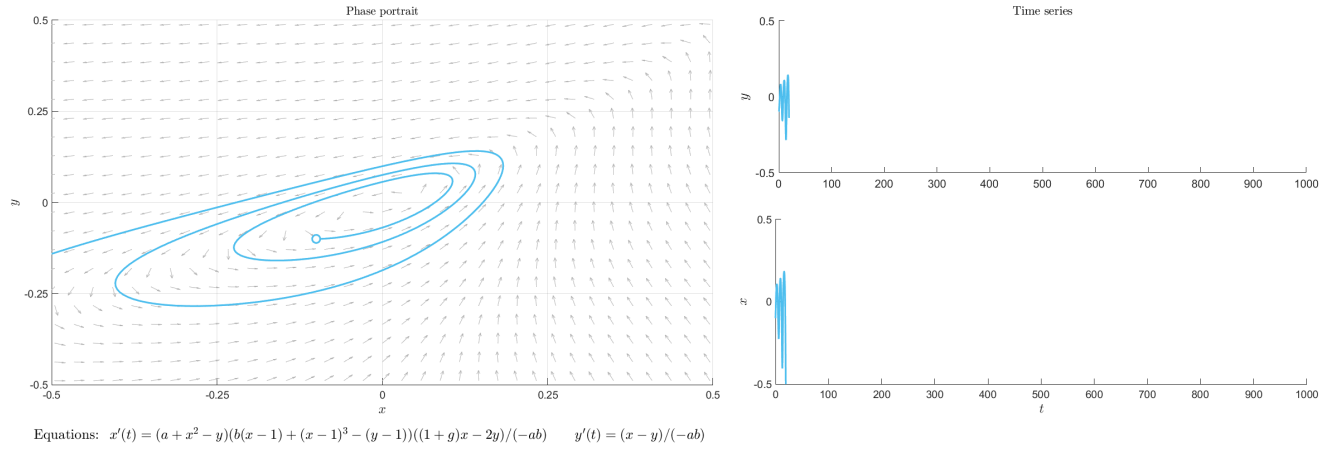 Phase portrait
0.5
0.25
0
-0.25
-0.5
y
-0.5 -0.25 0 0.25 0.5
x
Equations: x′(t) = (a + x² − y)(b(x − 1) + (x − 1)³ − (y − 1))((1 + g)x − 2y)/(−ab) y′(t) = (x − y)/(−ab)
Time series
0.5
0
-0.5
y
0 100 200 300 400 500 600 700 800 900 1000
0.5
0
-0.5
x
0 100 200 300 400 500 600 700 800 900 1000
t